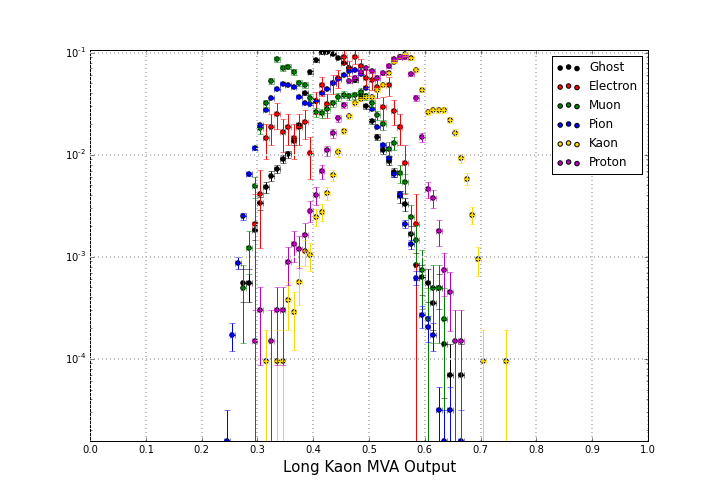 10⁻¹
10⁻²
10⁻³
10⁻⁴
Ghost
Electron
Muon
Pion
Kaon
Proton
0.0 0.1 0.2 0.3 0.4 0.5 0.6 0.7 0.8 0.9 1.0
Long Kaon MVA Output